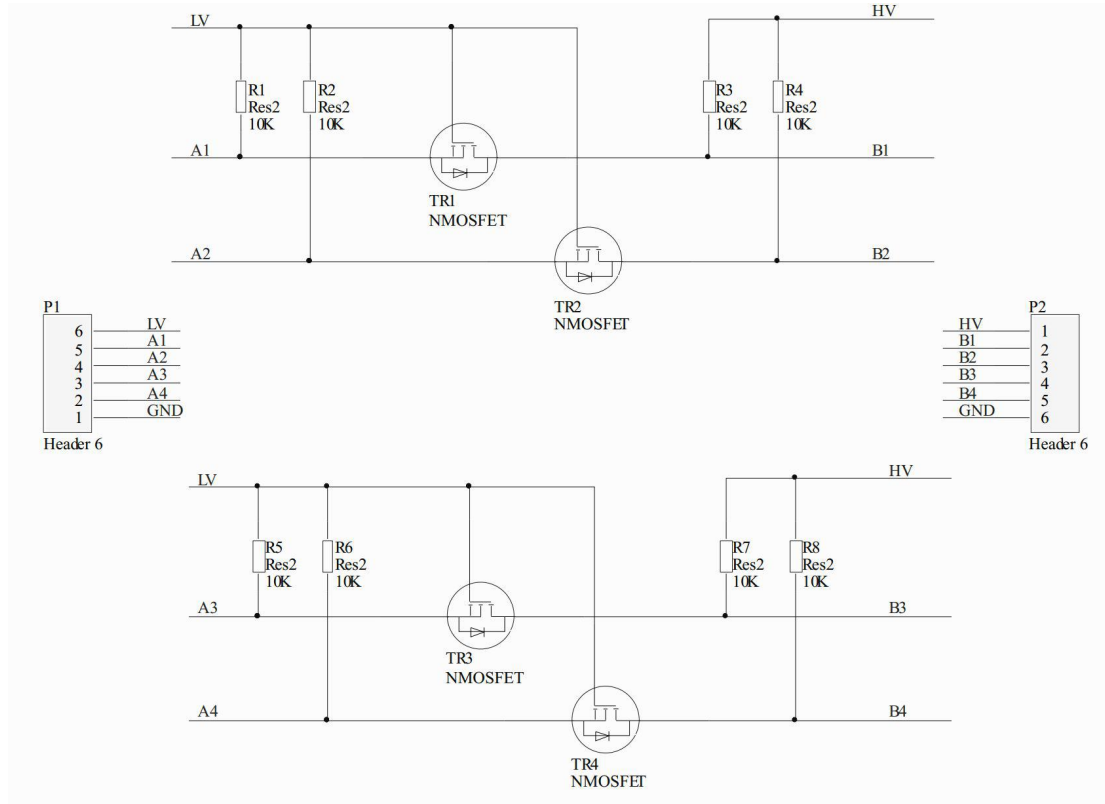 LV
HV
R1
Res2
10K
R2
Res2
10K
R3
Res2
10K
R4
Res2
10K
A1
B1
TR1
NMOSFET
A2
B2
TR2
NMOSFET
P1
6 LV
5 A1
4 A2
3 A3
2 A4
1 GND
Header 6
P2
HV 1
B1 2
B2 3
B3 4
B4 5
GND 6
Header 6
LV
HV
R5
Res2
10K
R6
Res2
10K
R7
Res2
10K
R8
Res2
10K
A3
B3
TR3
NMOSFET
A4
B4
TR4
NMOSFET